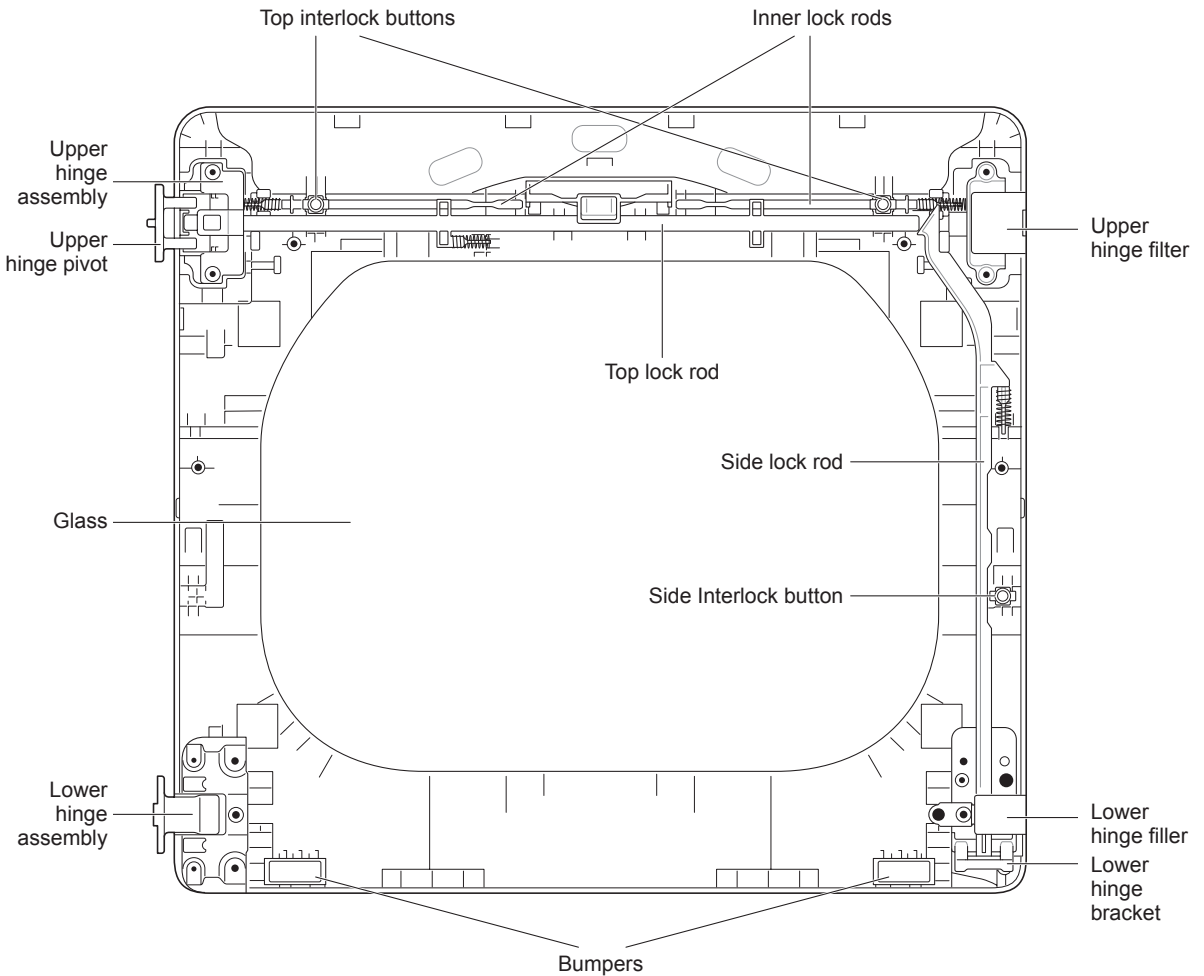 Top interlock buttons
Inner lock rods
Upper
hinge
assembly
Upper
hinge pivot
Upper
hinge filter
Top lock rod
Side lock rod
Glass
Side Interlock button
Lower
hinge
assembly
Lower
hinge filler
Lower
hinge
bracket
Bumpers